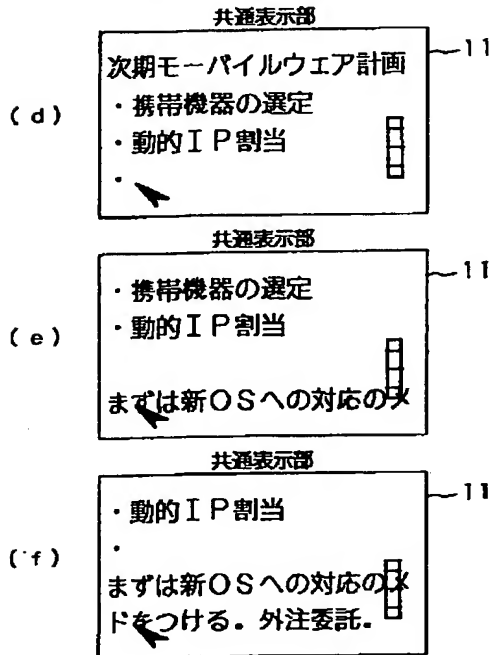 共通表示部
11
(d)
次期モーバイルウェア計画
・携帯機器の選定
・動的IP割当
・
共通表示部
11
(e)
・携帯機器の選定
・動的IP割当
まずは新OSへの対応のメ
共通表示部
11
(f)
・動的IP割当
・
まずは新OSへの対応のメ
ドをつける。外注委託.